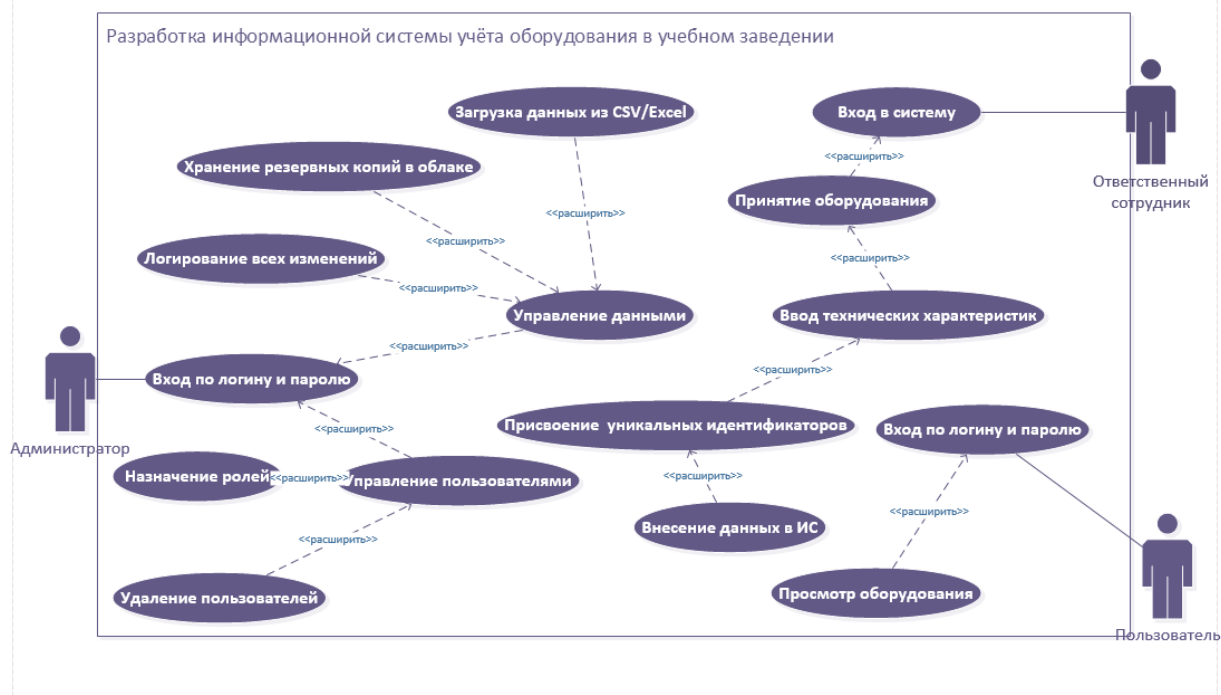 Разработка информационной системы учёта оборудования в учебном заведении
Загрузка данных из CSV/Excel
Вход в систему
Хранение резервных копий в облаке
<<расширить>>
Ответственный
сотрудник
Принятие оборудования
<<расширить>>
<<расширить>>
Логирование всех изменений
<<расширить>>
<<расширить>>
Управление данными
Ввод технических характеристик
<<расширить>>
<<расширить>>
Вход по логину и паролю
Администратор
<<расширить>>
Присвоение уникальных идентификаторов
Вход по логину и паролю
Назначение ролей
<<расширить>>
Управление пользователями
<<расширить>>
<<расширить>>
Внесение данных в ИС
<<расширить>>
Удаление пользователей
Просмотр оборудования
Пользователь